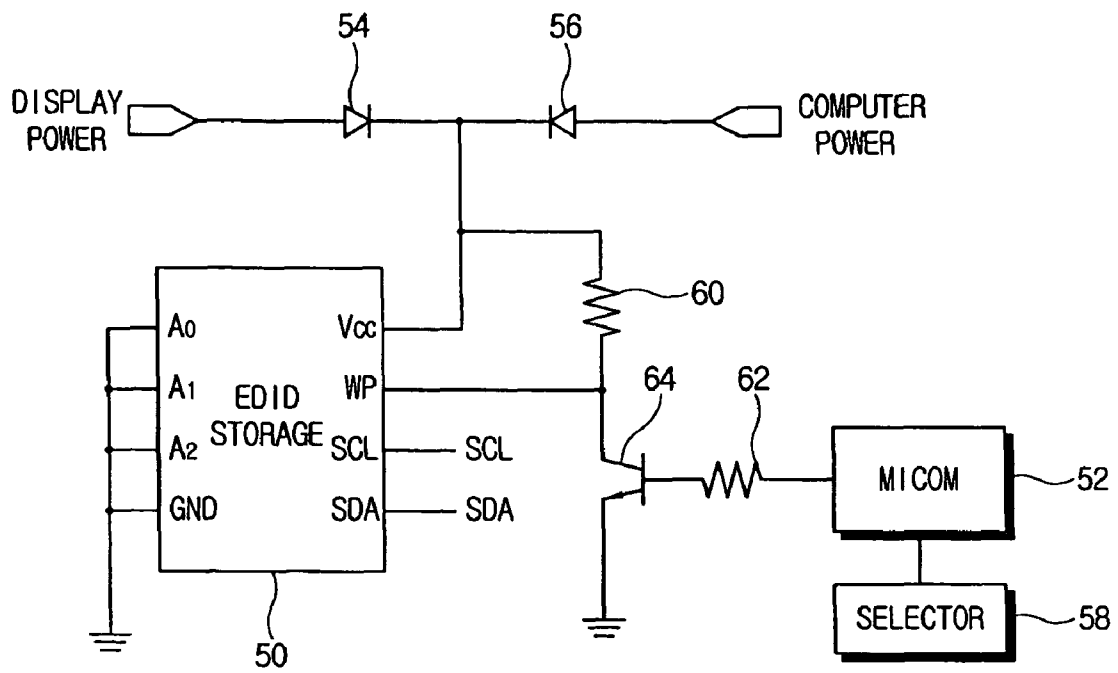 54
56
DISPLAY
POWER
COMPUTER
POWER
60
A0
VCC
A1
WP
EDID
STORAGE
64
62
A2
SCL
SCL
MICOM
52
GND
SDA
SDA
SELECTOR
58
50